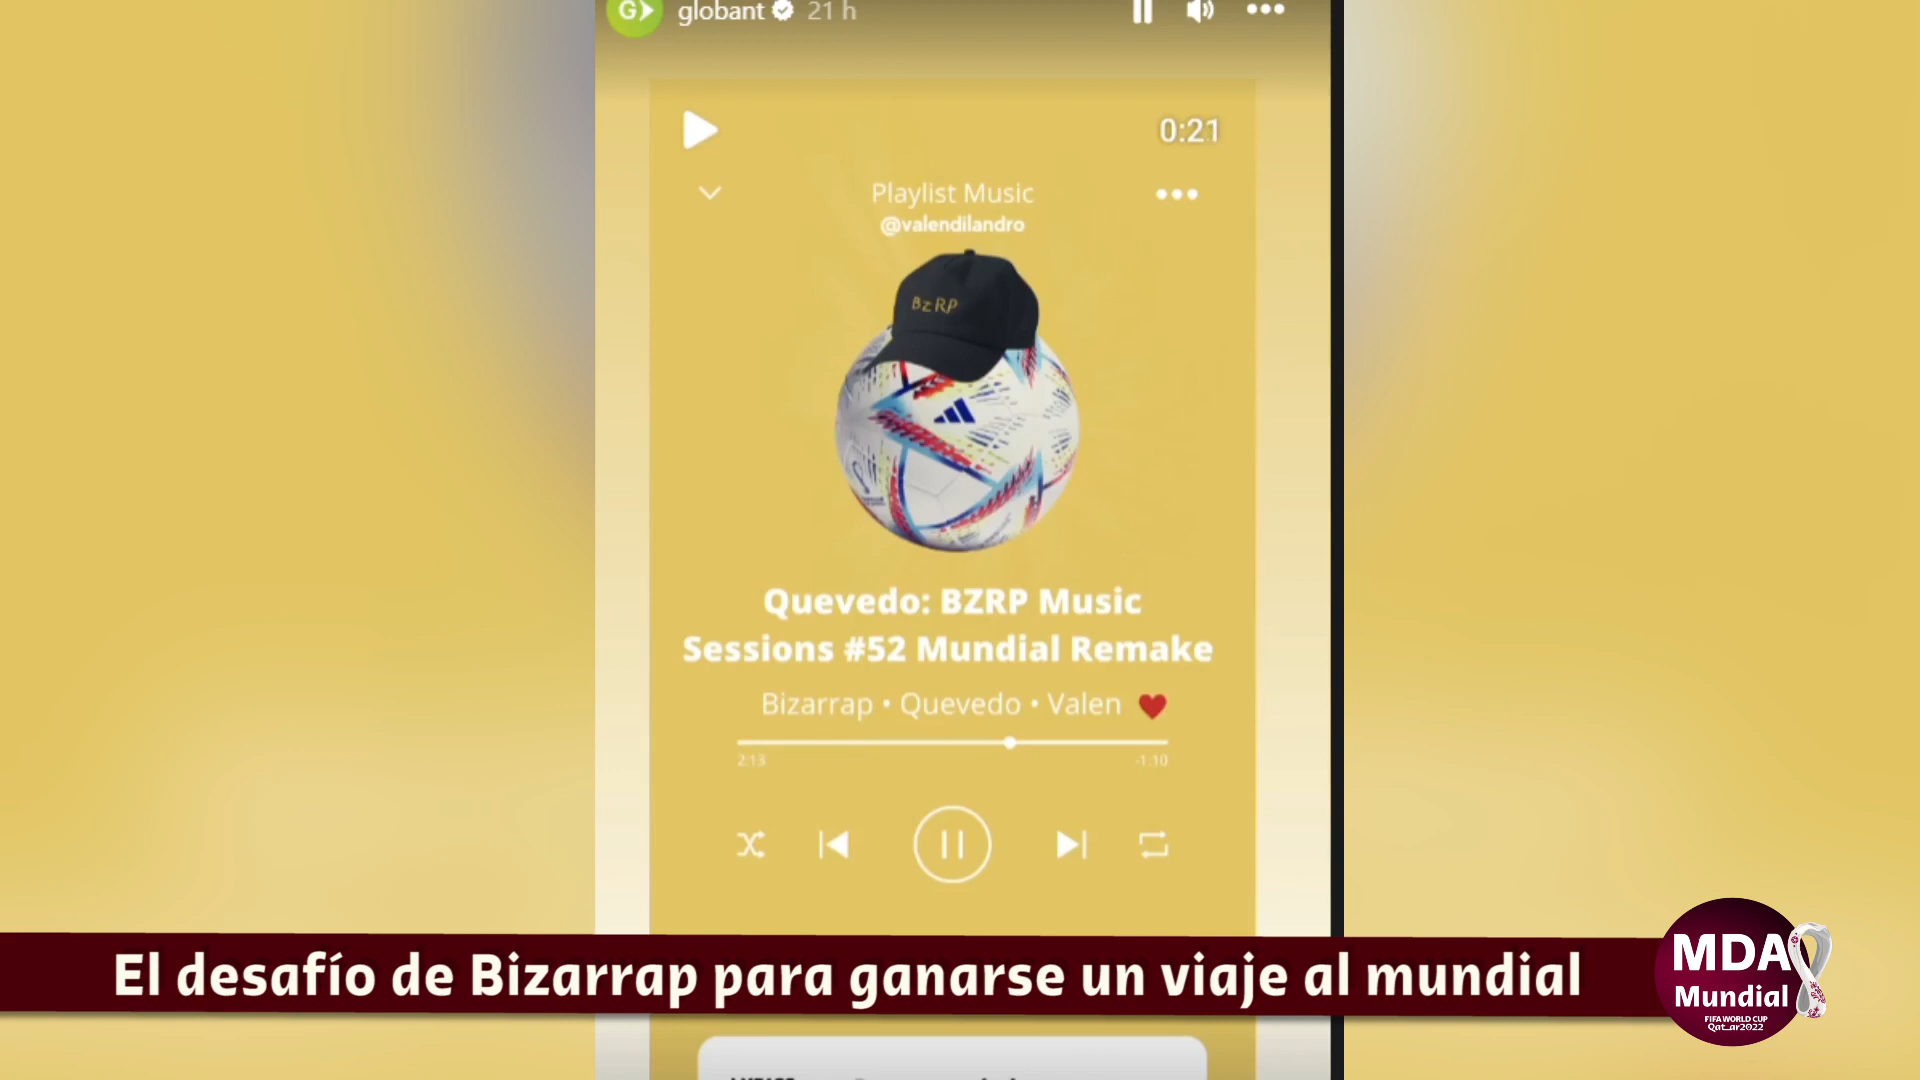 globant 21 h
0:21
Playlist Music
@valendilandro
BzRP
Quevedo: BZRP Music
Sessions #52 Mundial Remake
Bizarrap • Quevedo • Valen
2:13
-1:10
El desafío de Bizarrap para ganarse un viaje al mundial
MDA
Mundial
FIFA WORLD CUP
Qatar2022